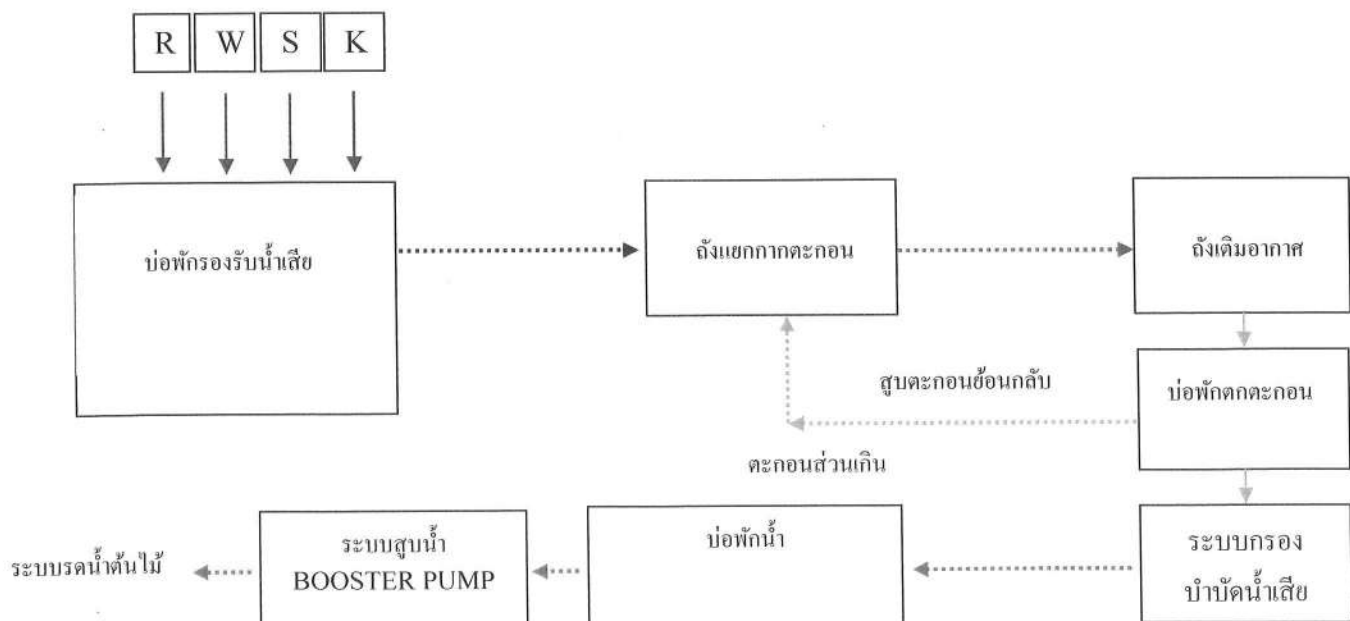 R W S K
บ่อพักรองรับน้ำเสีย
ถังแยกกากตะกอน
ถังเติมอากาศ
สูบตะกอนย้อนกลับ
บ่อพักตกตะกอน
ตะกอนส่วนเกิน
ระบบรดน้ำต้นไม้
ระบบสูบน้ำ
BOOSTER PUMP
บ่อพักน้ำ
ระบบกรอง
บำบัดน้ำเสีย